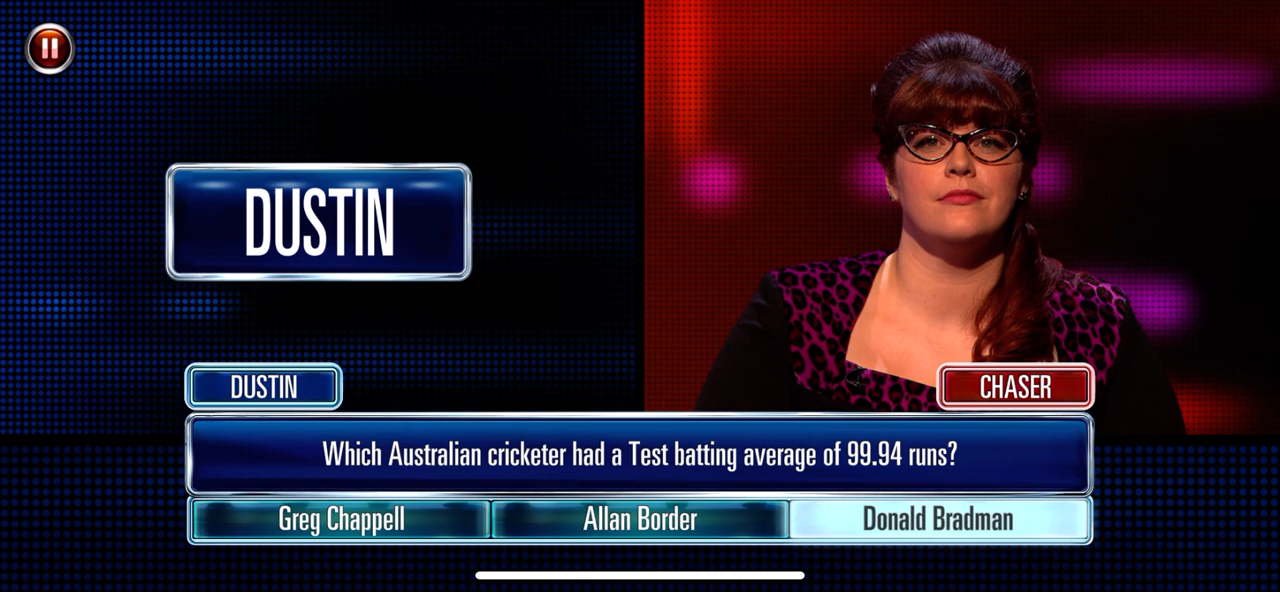 DUSTIN
DUSTIN
CHASER
Which Australian cricketer had a Test batting average of 99.94 runs?
Greg Chappell
Allan Border
Donald Bradman